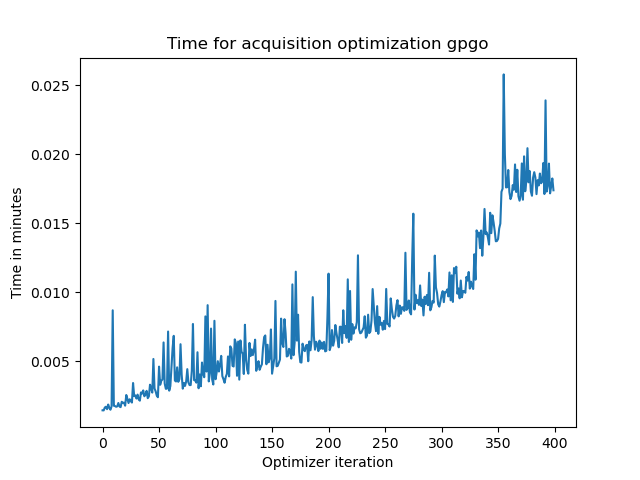 Time for acquisition optimization gpgo
0.025
0.020
0.015
0.010
0.005
Time in minutes
0 50 100 150 200 250 300 350 400
Optimizer iteration